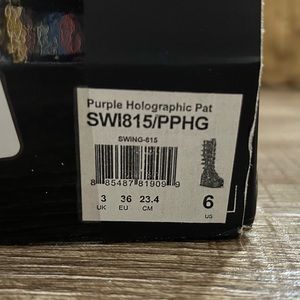 Purple Holographic Pat
SWI815/PPHG
SWING-815
8 85487 81909 9
3 36 23.4 6
UK EU CM US